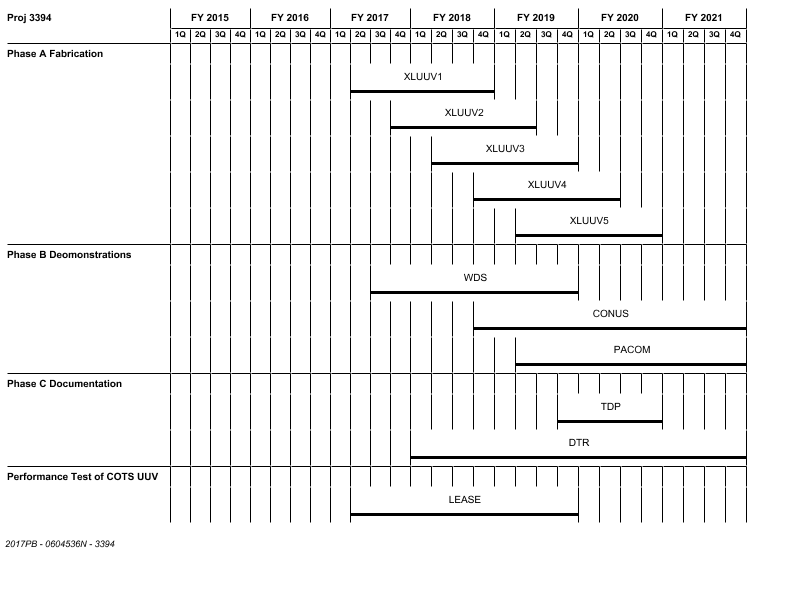 Proj 3394 FY 2015 FY 2016 FY 2017 FY 2018 FY 2019 FY 2020 FY 2021
1Q 2Q 3Q 4Q 1Q 2Q 3Q 4Q 1Q 2Q 3Q 4Q 1Q 2Q 3Q 4Q 1Q 2Q 3Q 4Q 1Q 2Q 3Q 4Q 1Q 2Q 3Q 4Q
Phase A Fabrication
XLUUV1
XLUUV2
XLUUV3
XLUUV4
XLUUV5
Phase B Deomonstrations
WDS
CONUS
PACOM
Phase C Documentation
TDP
DTR
Performance Test of COTS UUV
LEASE
2017PB - 0604536N - 3394